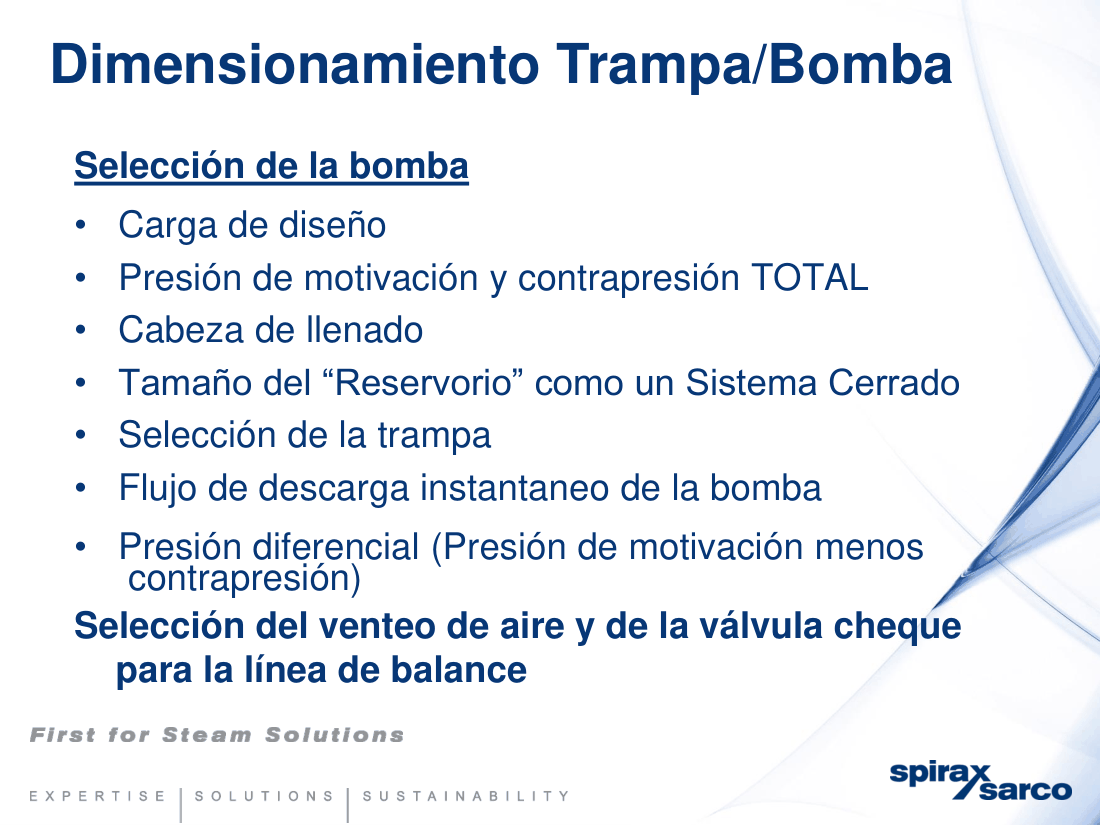 Dimensionamiento Trampa/Bomba
Selección de la bomba
• Carga de diseño
• Presión de motivación y contrapresión TOTAL
• Cabeza de llenado
• Tamaño del “Reservorio” como un Sistema Cerrado
• Selección de la trampa
• Flujo de descarga instantaneo de la bomba
• Presión diferencial (Presión de motivación menos
contrapresión)
Selección del venteo de aire y de la válvula cheque
para la línea de balance
First for Steam Solutions
EXPERTISE | SOLUTIONS | SUSTAINABILITY
spirax
sarco